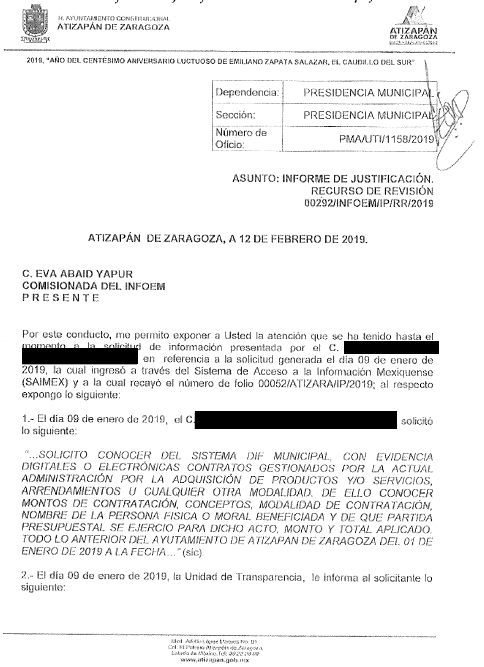 H. AYUNTAMIENTO CONSTITUCIONAL
ATIZAPÁN DE ZARAGOZA
ATIZAPÁN
DE ZARAGOZA
2019, "AÑO DEL CENTÉSIMO ANIVERSARIO LUCTUOSO DE EMILIANO ZAPATA SALAZAR, EL CAUDILLO DEL SUR"
Dependencia: PRESIDENCIA MUNICIPAL
Sección: PRESIDENCIA MUNICIPAL
Número de
Oficio: PMA/UTI/1158/2019
ASUNTO: INFORME DE JUSTIFICACIÓN.
RECURSO DE REVISIÓN
00292/INFOEM/IP/RR/2019
ATIZAPÁN DE ZARAGOZA, A 12 DE FEBRERO DE 2019.
C. EVA ABAID YAPUR
COMISIONADA DEL INFOEM
P R E S E N T E
Por este conducto, me permito exponer a Usted la atención que se ha tenido hasta el
momento a la solicitud de información presentada por el C.
en referencia a la solicitud generada el día 09 de enero de
2019, la cual ingresó a través del Sistema de Acceso a la Información Mexiquense
(SAIMEX) y a la cual recayó el número de folio 00052/ATIZARA/IP/2019; al respecto
expongo lo siguiente:
1.- El día 09 de enero de 2019, el C. solicitó
lo siguiente:
"...SOLICITO CONOCER DEL SISTEMA DIF MUNICIPAL, CON EVIDENCIA
DIGITALES O ELECTRÓNICAS CONTRATOS GESTIONADOS POR LA ACTUAL
ADMINISTRACIÓN POR LA ADQUISICIÓN DE PRODUCTOS Y/O SERVICIOS,
ARRENDAMIENTOS U CUALQUIER OTRA MODALIDAD, DE ELLO CONOCER
MONTOS DE CONTRATACIÓN, CONCEPTOS, MODALIDAD DE CONTRATACIÓN,
NOMBRE DE LA PERSONA FISICA O MORAL BENEFICIADA Y DE QUE PARTIDA
PRESUPUESTAL SE EJERCIO PARA DICHO ACTO, MONTO Y TOTAL APLICADO,
TODO LO ANTERIOR DEL AYUTAMIENTO DE ATIZAPAN DE ZARAGOZA DEL 01 DE
ENERO DE 2019 A LA FECHA..." (sic)
2.- El día 09 de enero de 2019, la Unidad de Transparencia, le informa al solicitante lo
siguiente:
Blvd. Adolfo López Mateos No. 91
Col. El Potrero Atizapán de Zaragoza,
Estado de México, Tel:
www.atizapan.gob.mx